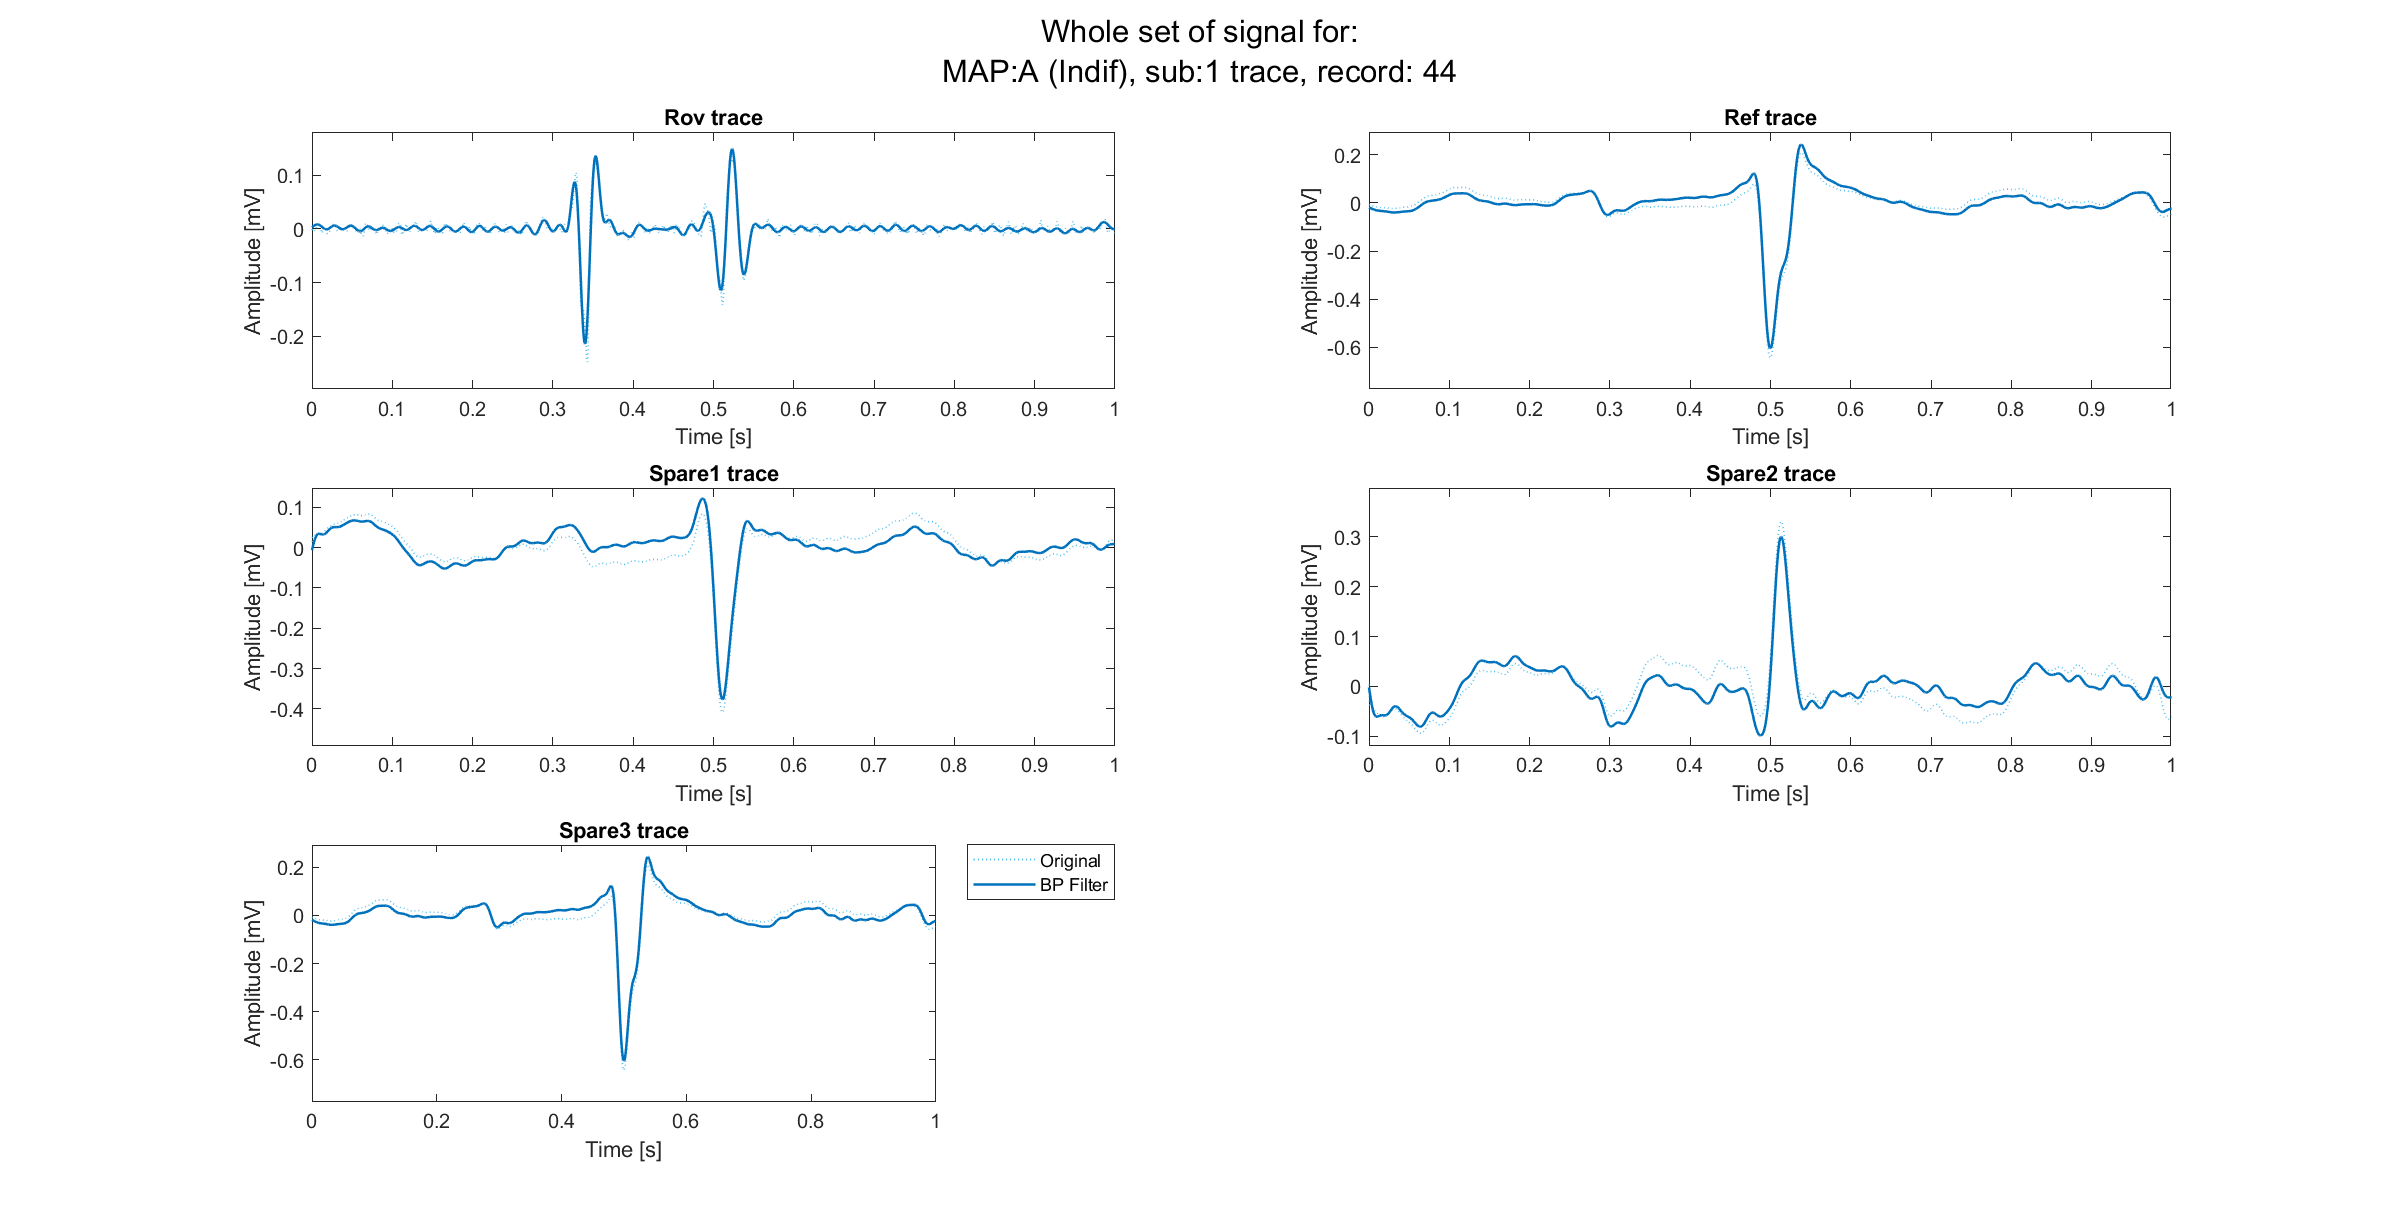 Whole set of signal for:
MAP:A (Indif), sub:1 trace, record: 44
Rov trace
0.1
0
-0.1
-0.2
Amplitude [mV]
0 0.1 0.2 0.3 0.4 0.5 0.6 0.7 0.8 0.9 1
Time [s]
Ref trace
0.2
0
-0.2
-0.4
-0.6
Amplitude [mV]
0 0.1 0.2 0.3 0.4 0.5 0.6 0.7 0.8 0.9 1
Time [s]
Spare1 trace
0.1
0
-0.1
-0.2
-0.3
-0.4
Amplitude [mV]
0 0.1 0.2 0.3 0.4 0.5 0.6 0.7 0.8 0.9 1
Time [s]
Spare2 trace
0.3
0.2
0.1
0
-0.1
Amplitude [mV]
0 0.1 0.2 0.3 0.4 0.5 0.6 0.7 0.8 0.9 1
Time [s]
Spare3 trace
0.2
0
-0.2
-0.4
-0.6
Amplitude [mV]
0 0.2 0.4 0.6 0.8 1
Time [s]
Original
BP Filter